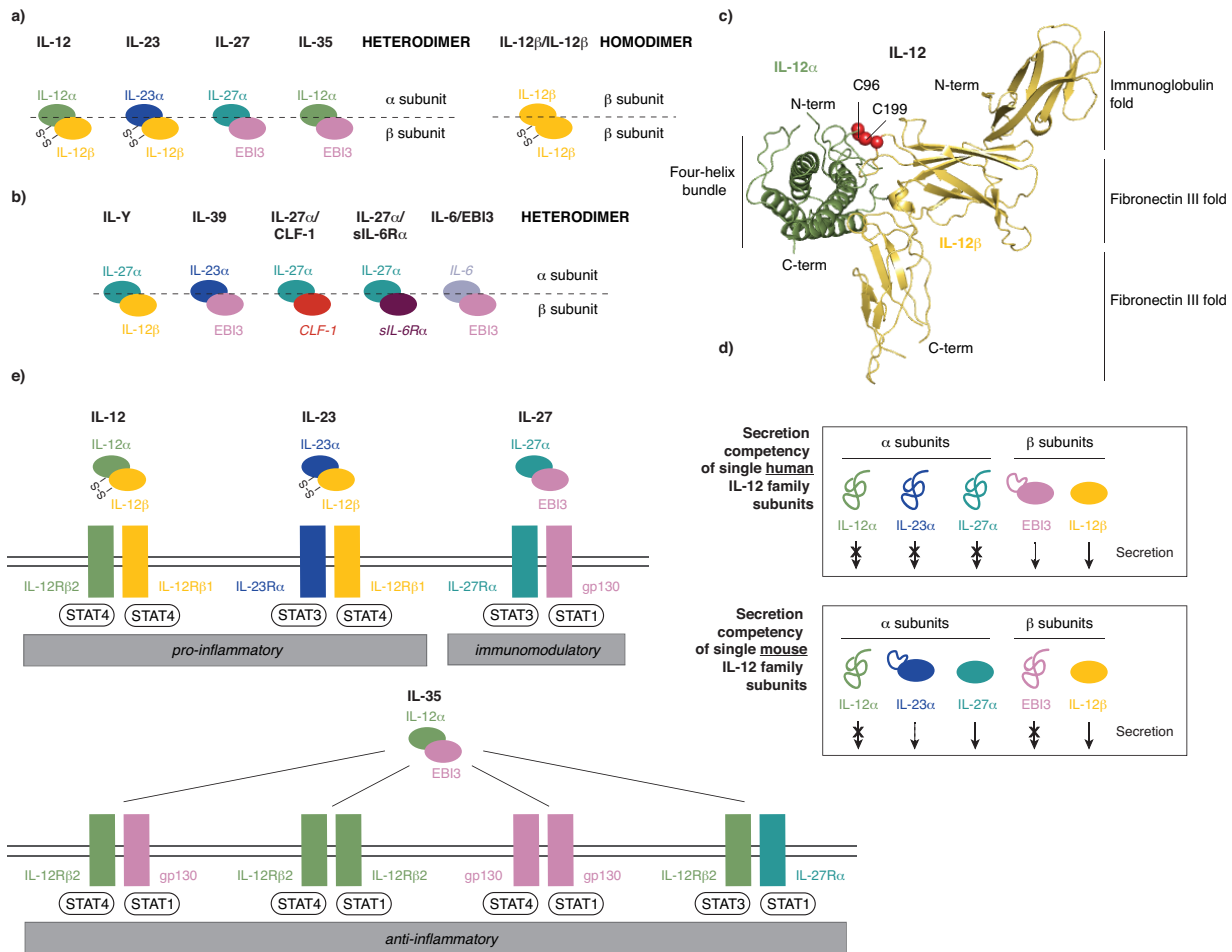 a)
IL-12 IL-23 IL-27 IL-35 HETERODIMER IL-12β/IL-12β HOMODIMER
IL-12α IL-23α IL-27α IL-12α α subunit IL-12β β subunit
S-S S-S β subunit β subunit
IL-12β IL-12β EBI3 EBI3 IL-12β
b)
IL-Y IL-39 IL-27α/ IL-27α/ IL-6/EBI3 HETERODIMER
CLF-1 sIL-6Rα
IL-27α IL-23α IL-27α IL-27α IL-6 α subunit
β subunit
IL-12β EBI3 CLF-1 sIL-6Rα EBI3
c)
IL-12
IL-12α
C96
N-term
N-term
C199
Immunoglobulin
fold
Four-helix
bundle
Fibronectin III fold
IL-12β
C-term
Fibronectin III fold
C-term
d)
Secretion
competency
of single human
IL-12 family
subunits
α subunits β subunits
IL-12α IL-23α IL-27α EBI3 IL-12β
Secretion
Secretion
competency
of single mouse
IL-12 family
subunits
α subunits β subunits
IL-12α IL-23α IL-27α EBI3 IL-12β
Secretion
e)
IL-12 IL-23 IL-27
IL-12α IL-23α IL-27α
S-S S-S
IL-12β IL-12β EBI3
IL-12Rβ2 IL-12Rβ1 IL-23Rα IL-12Rβ1 IL-27Rα gp130
STAT4 STAT4 STAT3 STAT4 STAT3 STAT1
pro-inflammatory immunomodulatory
IL-35
IL-12α
EBI3
IL-12Rβ2 gp130 IL-12Rβ2 IL-12Rβ2 gp130 gp130 IL-12Rβ2 IL-27Rα
STAT4 STAT1 STAT4 STAT1 STAT4 STAT1 STAT3 STAT1
anti-inflammatory